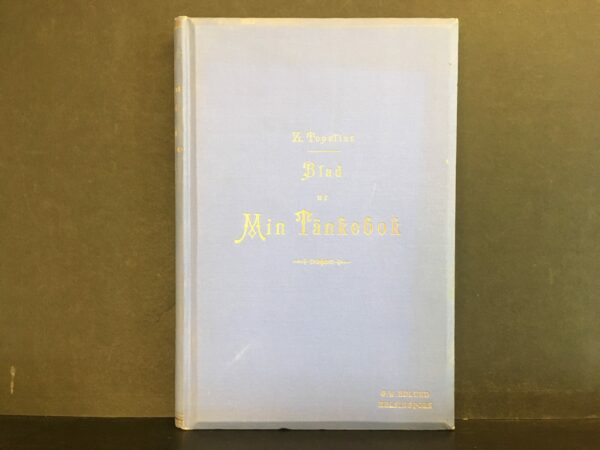 Z. Topelius
Blad
ur
Min Tänkebok
G.W. EDLUND
HELSINGFORS